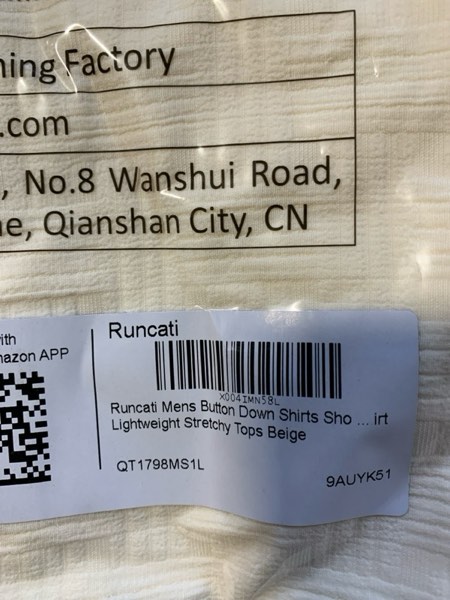 ning Factory
.com
, No.8 Wanshui Road,
ne, Qianshan City, CN
ith
mazon APP
Runcati
X004IMN58L
Runcati Mens Button Down Shirts Sho ... irt
Lightweight Stretchy Tops Beige
QT1798MS1L
9AUYK51